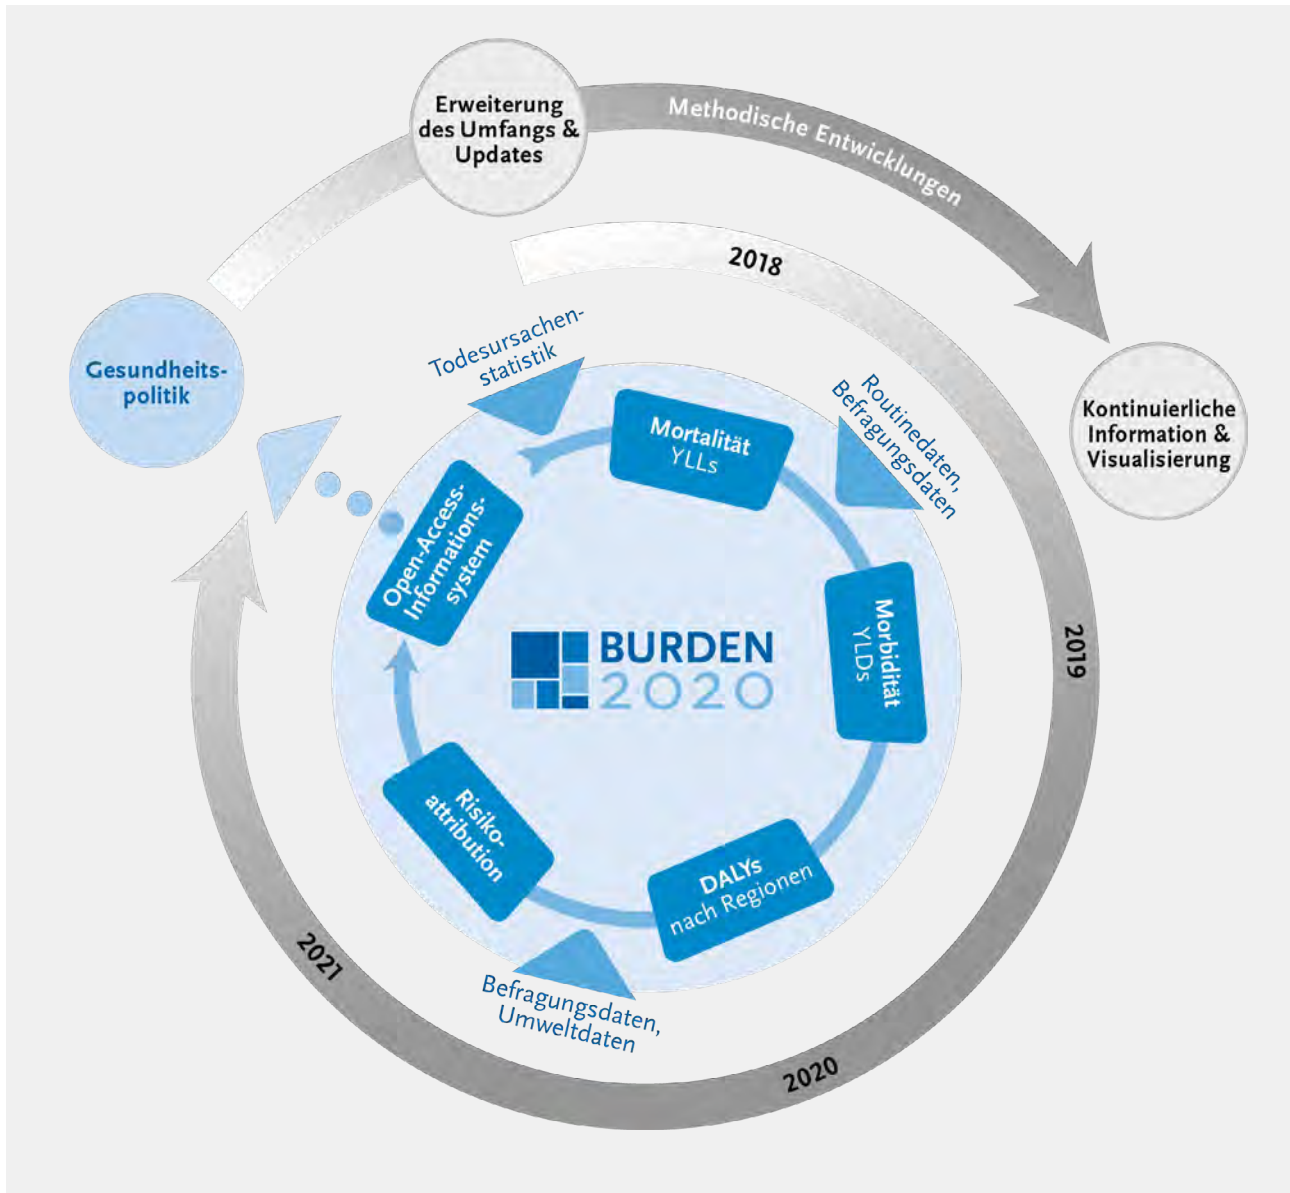 Erweiterung
des Umfangs &
Updates
Methodische Entwicklungen
Kontinuierliche
Information &
Visualisierung
Gesundheits-
politik
2018
2019
2020
2021
Todesursachen-
statistik
Routinedaten,
Befragungsdaten
Befragungsdaten,
Umweltdaten
Mortalität
YLLs
Morbidität
YLDs
DALYs
nach Regionen
Risiko-
attribution
Open-Access-
Informations-
system
BURDEN
2020